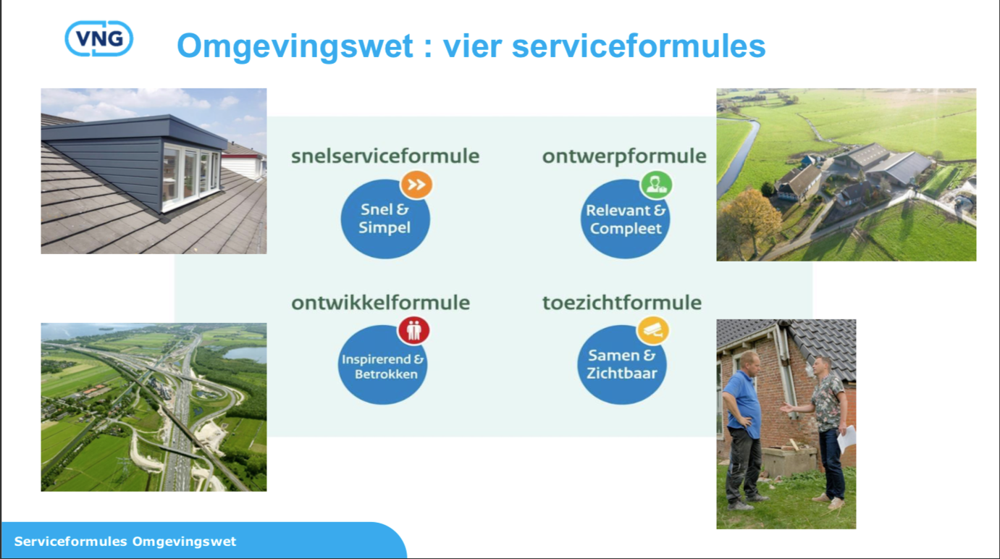 VNG
Omgevingswet : vier serviceformules
snelserviceformule
Snel &
Simpel
ontwerpformule
Relevant &
Compleet
ontwikkelformule
Inspirerend &
Betrokken
toezichtformule
Samen &
Zichtbaar
Serviceformules Omgevingswet